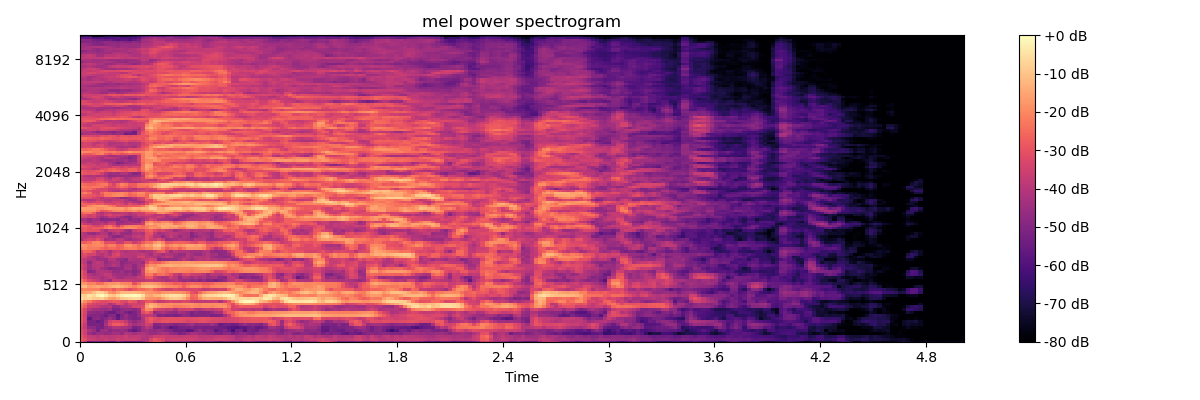 mel power spectrogram
8192
4096
2048
1024
512
0
Hz
0 0.6 1.2 1.8 2.4 3 3.6 4.2 4.8
Time
+0 dB
-10 dB
-20 dB
-30 dB
-40 dB
-50 dB
-60 dB
-70 dB
-80 dB